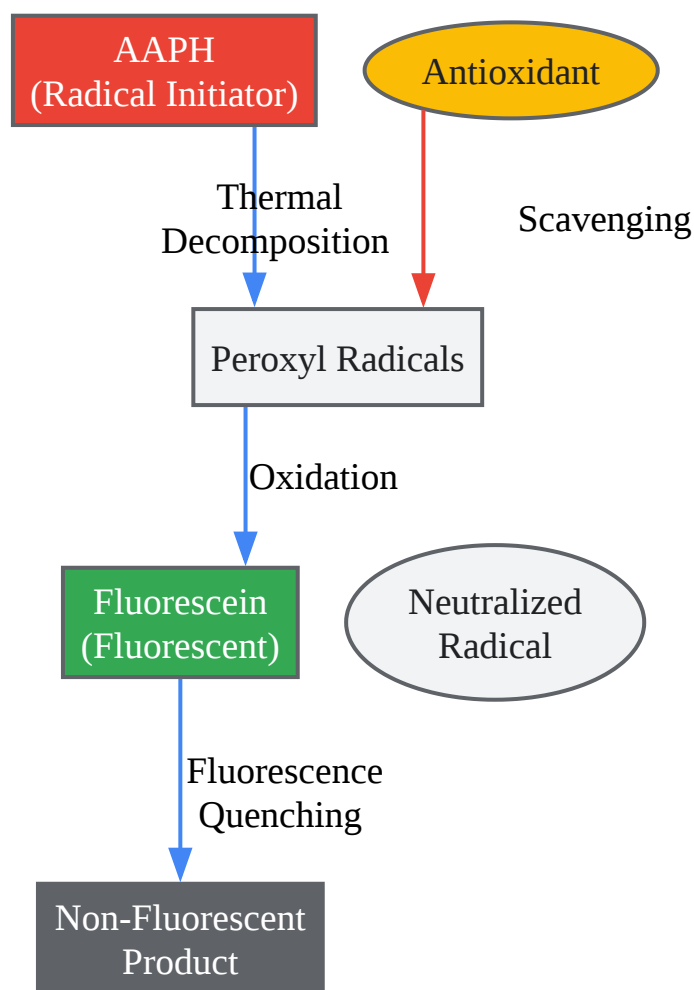 AAPH
(Radical Initiator)
Antioxidant
Thermal
Decomposition
Scavenging
Peroxyl Radicals
Oxidation
Fluorescein
(Fluorescent)
Neutralized
Radical
Fluorescence
Quenching
Non-Fluorescent
Product